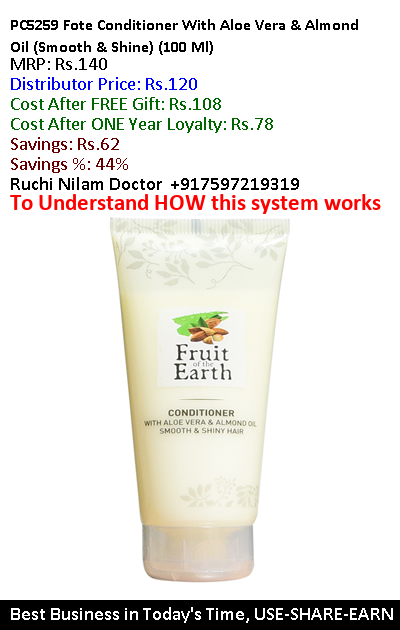 PC5259 Fote Conditioner With Aloe Vera & Almond
Oil (Smooth & Shine) (100 Ml)
MRP: Rs.140
Distributor Price: Rs.120
Cost After FREE Gift: Rs.108
Cost After ONE Year Loyalty: Rs.78
Savings: Rs.62
Savings %: 44%
Ruchi Nilam Doctor +917597219319
To Understand HOW this system works
Fruit
of the
Earth
CONDITIONER
WITH ALOE VERA & ALMOND OIL
SMOOTH & SHINY HAIR
Best Business in Today's Time, USE-SHARE-EARN